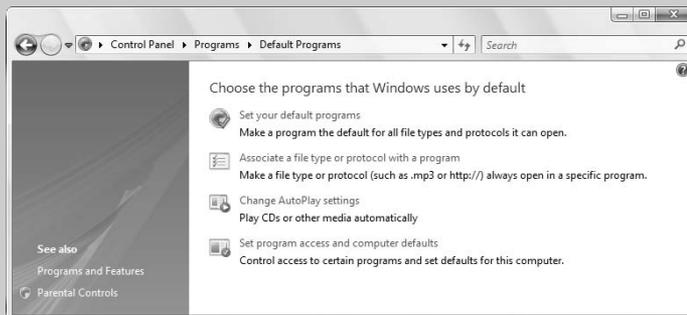 Control Panel ▸ Programs ▸ Default Programs
Search
Choose the programs that Windows uses by default
Set your default programs
Make a program the default for all file types and protocols it can open.
Associate a file type or protocol with a program
Make a file type or protocol (such as .mp3 or http://) always open in a specific program.
Change AutoPlay settings
Play CDs or other media automatically
Set program access and computer defaults
Control access to certain programs and set defaults for this computer.
See also
Programs and Features
Parental Controls